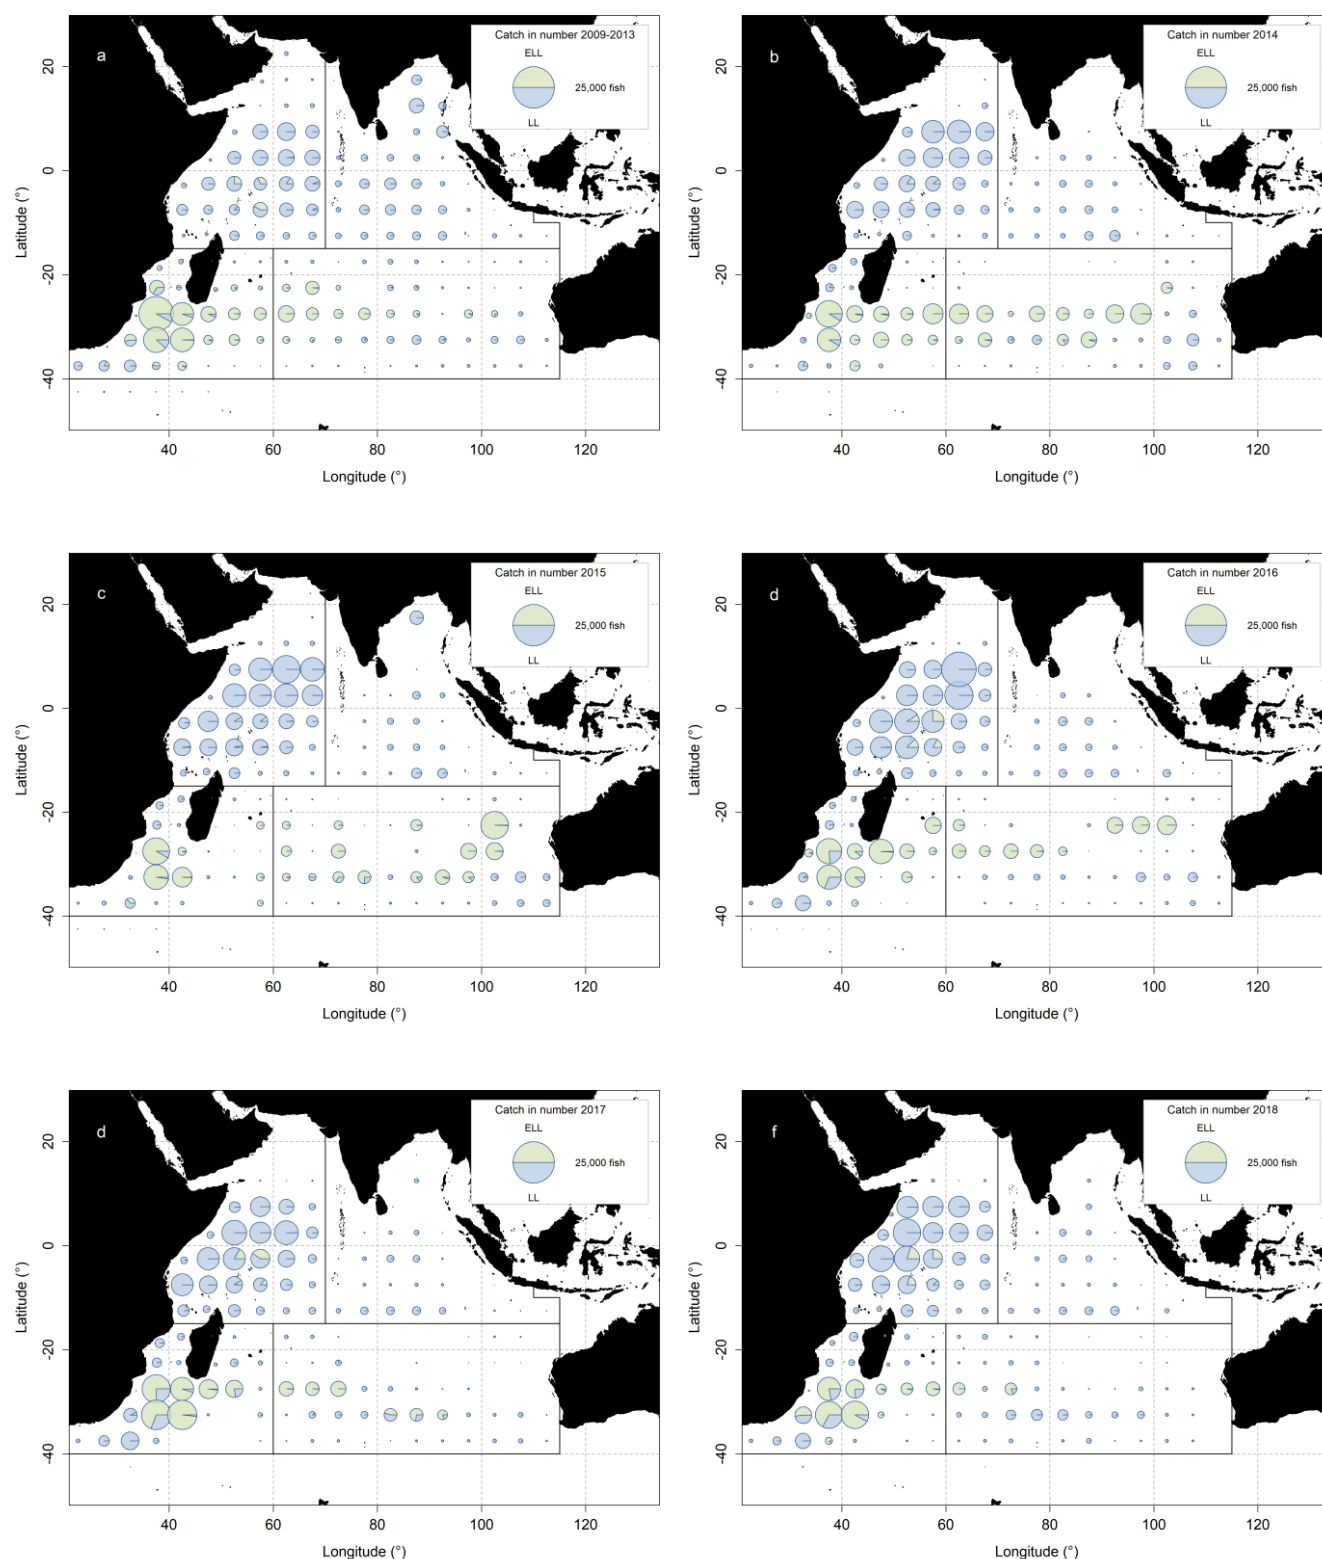 a
Catch in number 2009-2013
ELL
25,000 fish
LL
20
0
-20
-40
Latitude (°)
40
60
80
100
120
Longitude (°)
b
Catch in number 2014
ELL
25,000 fish
LL
20
0
-20
-40
Latitude (°)
40
60
80
100
120
Longitude (°)
c
Catch in number 2015
ELL
25,000 fish
LL
20
0
-20
-40
Latitude (°)
40
60
80
100
120
Longitude (°)
d
Catch in number 2016
ELL
25,000 fish
LL
20
0
-20
-40
Latitude (°)
40
60
80
100
120
Longitude (°)
d
Catch in number 2017
ELL
25,000 fish
LL
20
0
-20
-40
Latitude (°)
40
60
80
100
120
Longitude (°)
f
Catch in number 2018
ELL
25,000 fish
LL
20
0
-20
-40
Latitude (°)
40
60
80
100
120
Longitude (°)